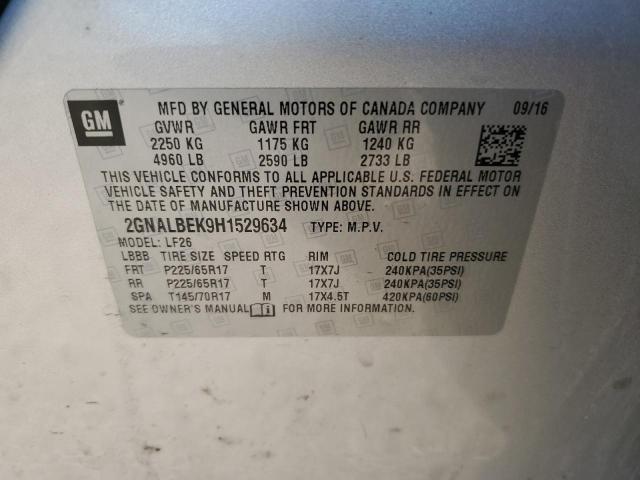 GM MFD BY GENERAL MOTORS OF CANADA COMPANY 09/16
GVWR GAWR FRT GAWR RR
2250 KG 1175 KG 1240 KG
4960 LB 2590 LB 2733 LB
THIS VEHICLE CONFORMS TO ALL APPLICABLE U.S. FEDERAL MOTOR
VEHICLE SAFETY AND THEFT PREVENTION STANDARDS IN EFFECT ON
THE DATE OF MANUFACTURE SHOWN ABOVE.
2GNALBEK9H1529634 TYPE: M.P.V.
MODEL: LF26
LBBB TIRE SIZE SPEED RTG RIM COLD TIRE PRESSURE
FRT P225/65R17 T 17X7J 240KPA(35PSI)
RR P225/65R17 T 17X7J 240KPA(35PSI)
SPA T145/70R17 M 17X4.5T 420KPA(60PSI)
SEE OWNER'S MANUAL FOR MORE INFORMATION.